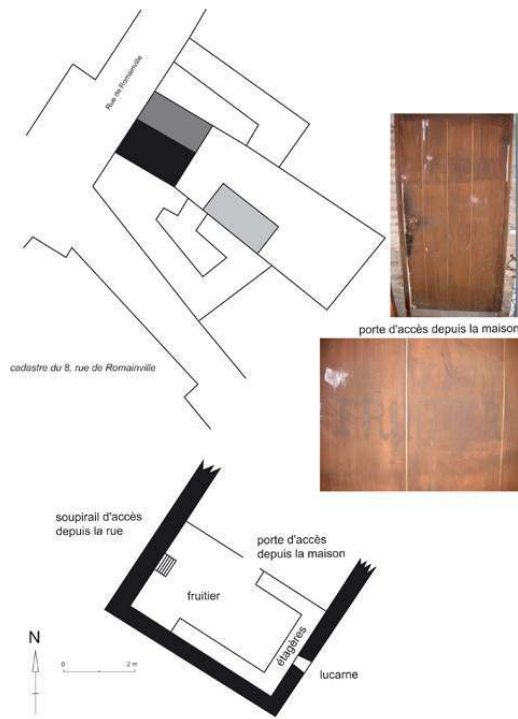 Rue de Romainville
porte d'accès depuis la maison
cadastre du 8, rue de Romainville
soupirail d'accès
depuis la rue
porte d'accès
depuis la maison
fruitier
étagères
lucarne
N
0 2 m